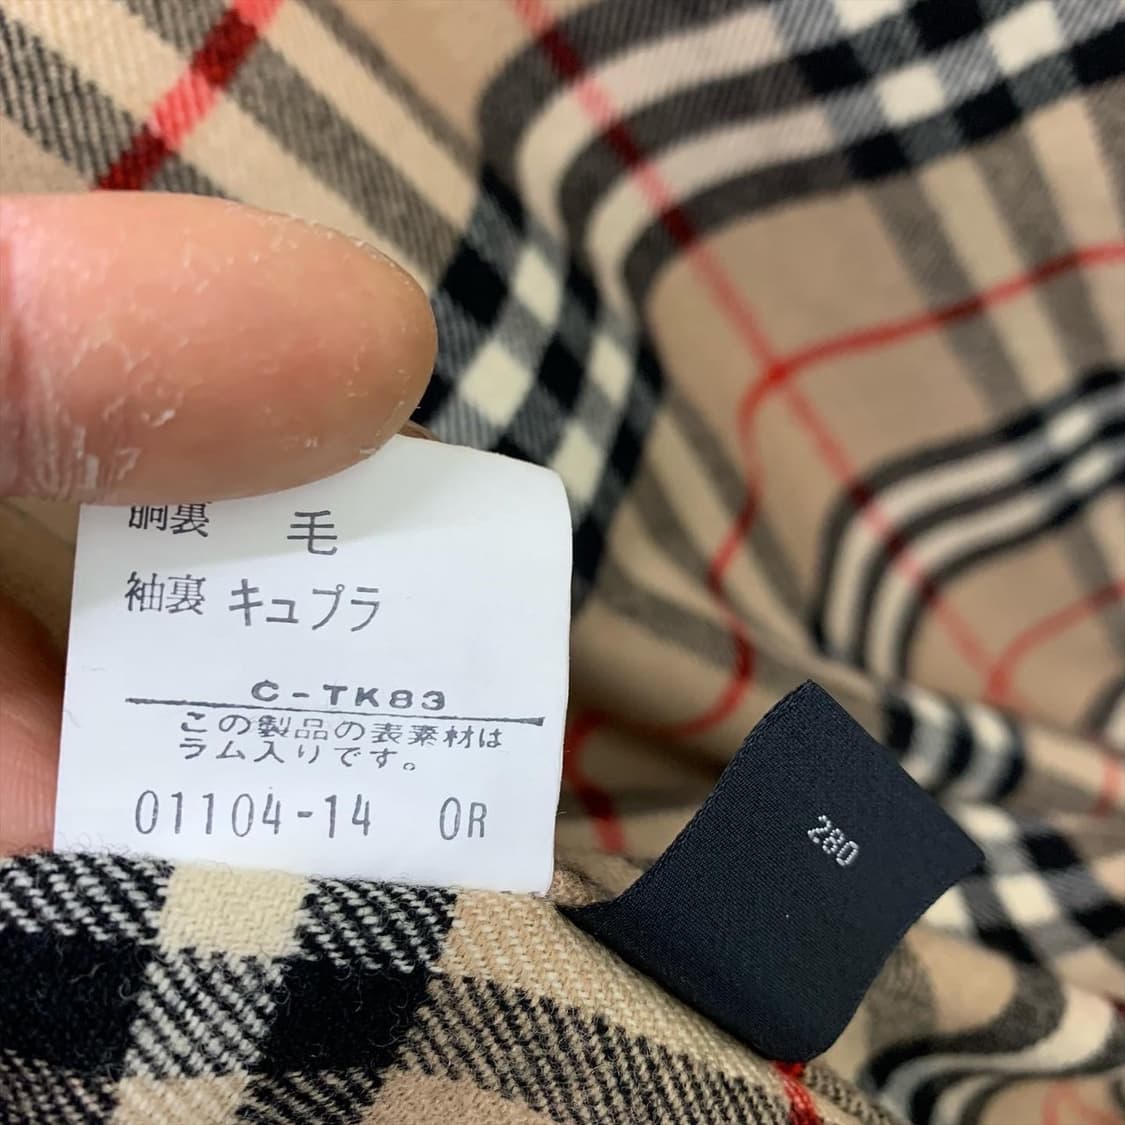 胴裏 毛
袖裏 キュプラ
C-TK83
この製品の表素材は
ラム入りです。
01104-14 OR
280